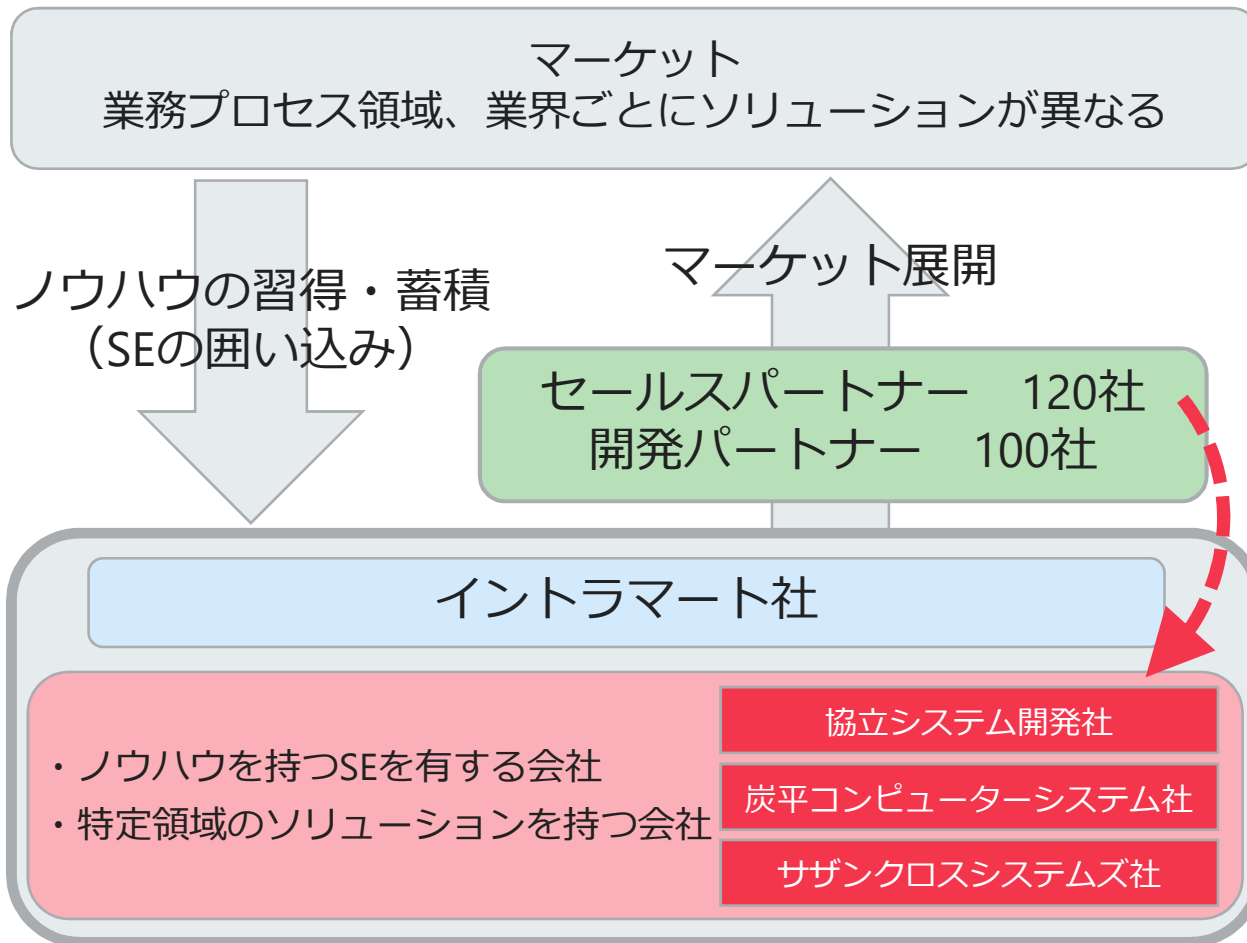 マーケット
業務プロセス領域、業界ごとにソリューションが異なる
ノウハウの習得・蓄積
（SEの囲い込み）
マーケット展開
セールスパートナー　120社
開発パートナー　100社
イントラマート社
・ノウハウを持つSEを有する会社
・特定領域のソリューションを持つ会社
協立システム開発社
炭平コンピューターシステム社
サザンクロスシステムズ社